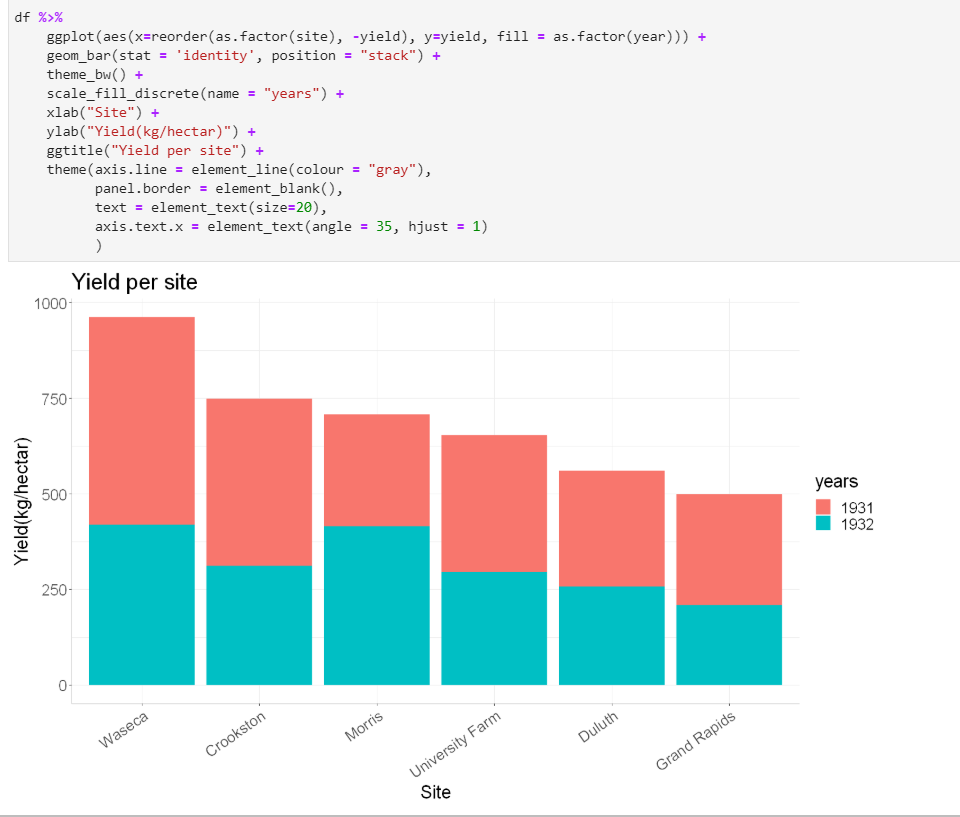 df %>%
    ggplot(aes(x=reorder(as.factor(site), -yield), y=yield, fill = as.factor(year))) +
    geom_bar(stat = 'identity', position = "stack") +
    theme_bw() +
    scale_fill_discrete(name = "years") +
    xlab("Site") +
    ylab("Yield(kg/hectar)") +
    ggtitle("Yield per site") +
    theme(axis.line = element_line(colour = "gray"),
          panel.border = element_blank(),
          text = element_text(size=20),
          axis.text.x = element_text(angle = 35, hjust = 1)
          )
Yield per site
1000
750
500
250
0
Yield(kg/hectar)
Waseca
Crookston
Morris
University Farm
Duluth
Grand Rapids
Site
years
1931
1932